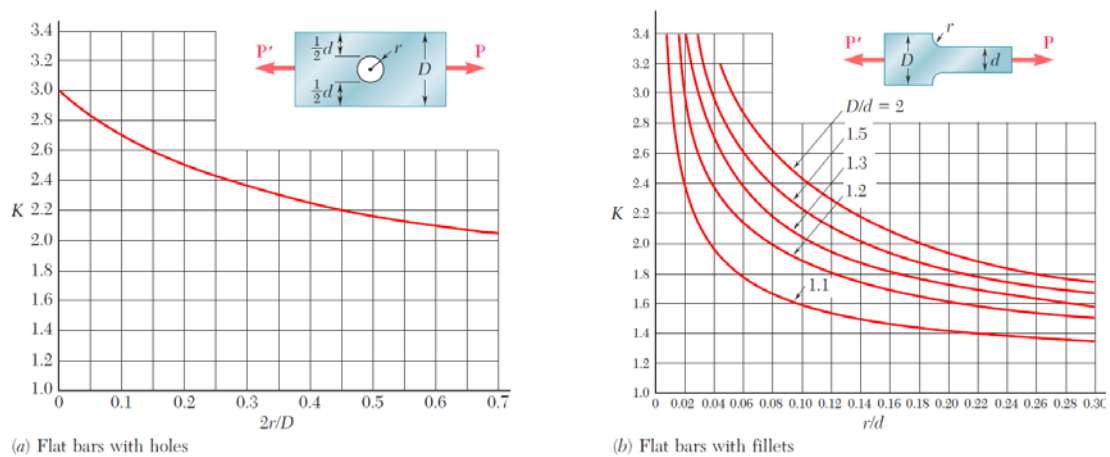 3.4
3.2
3.0
2.8
2.6
2.4
2.2
2.0
1.8
1.6
1.4
1.2
1.0
K
0 0.1 0.2 0.3 0.4 0.5 0.6 0.7
2r/D
P′ 1/2 d r D P
1/2 d
(a) Flat bars with holes
3.4
3.2
3.0
2.8
2.6
2.4
2.2
2.0
1.8
1.6
1.4
1.2
1.0
K
P′ D r d P
D/d = 2
1.5
1.3
1.2
1.1
0 0.02 0.04 0.06 0.08 0.10 0.12 0.14 0.16 0.18 0.20 0.22 0.24 0.26 0.28 0.30
r/d
(b) Flat bars with fillets